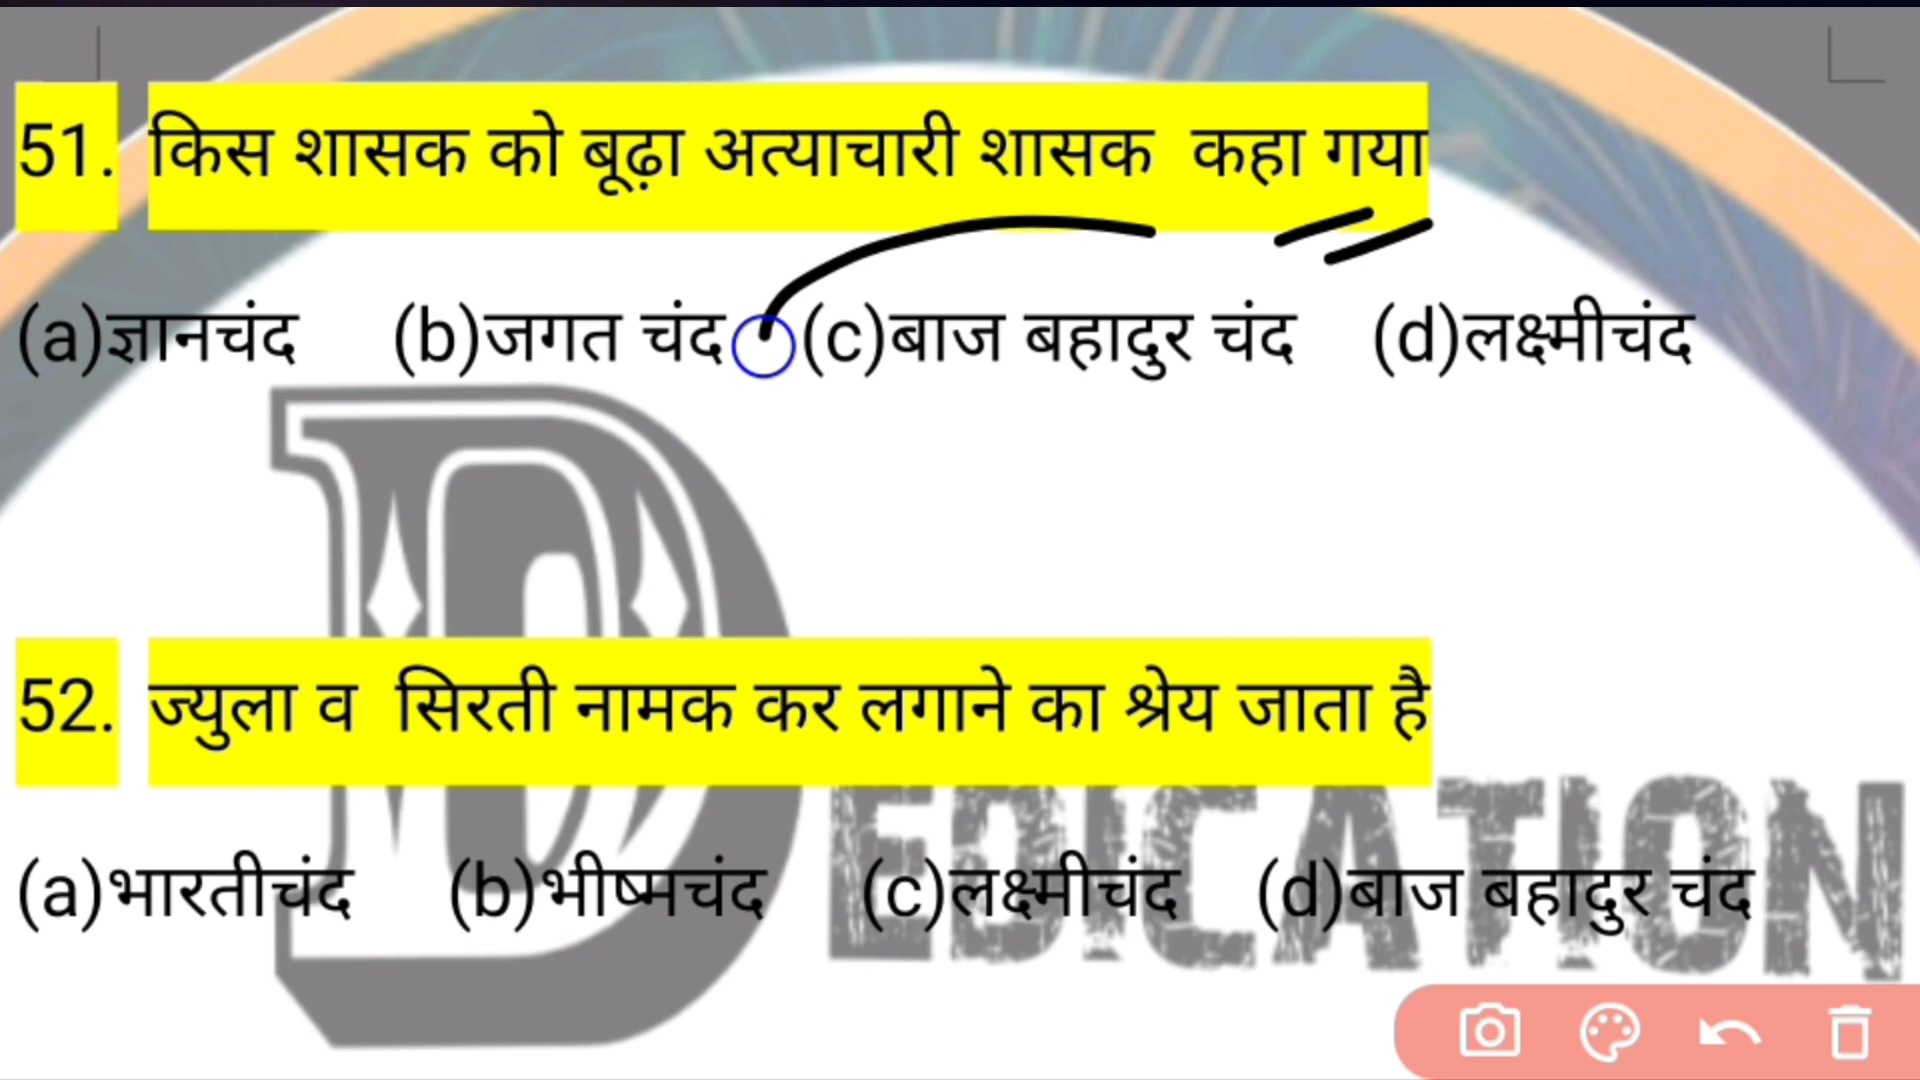 51. किस शासक को बूढ़ा अत्याचारी शासक कहा गया
(a)ज्ञानचंद (b)जगत चंद (c)बाज बहादुर चंद (d)लक्ष्मीचंद
52. ज्युला व सिरती नामक कर लगाने का श्रेय जाता है
(a)भारतीचंद (b)भीष्मचंद (c)लक्ष्मीचंद (d)बाज बहादुर चंद
DEDICATION